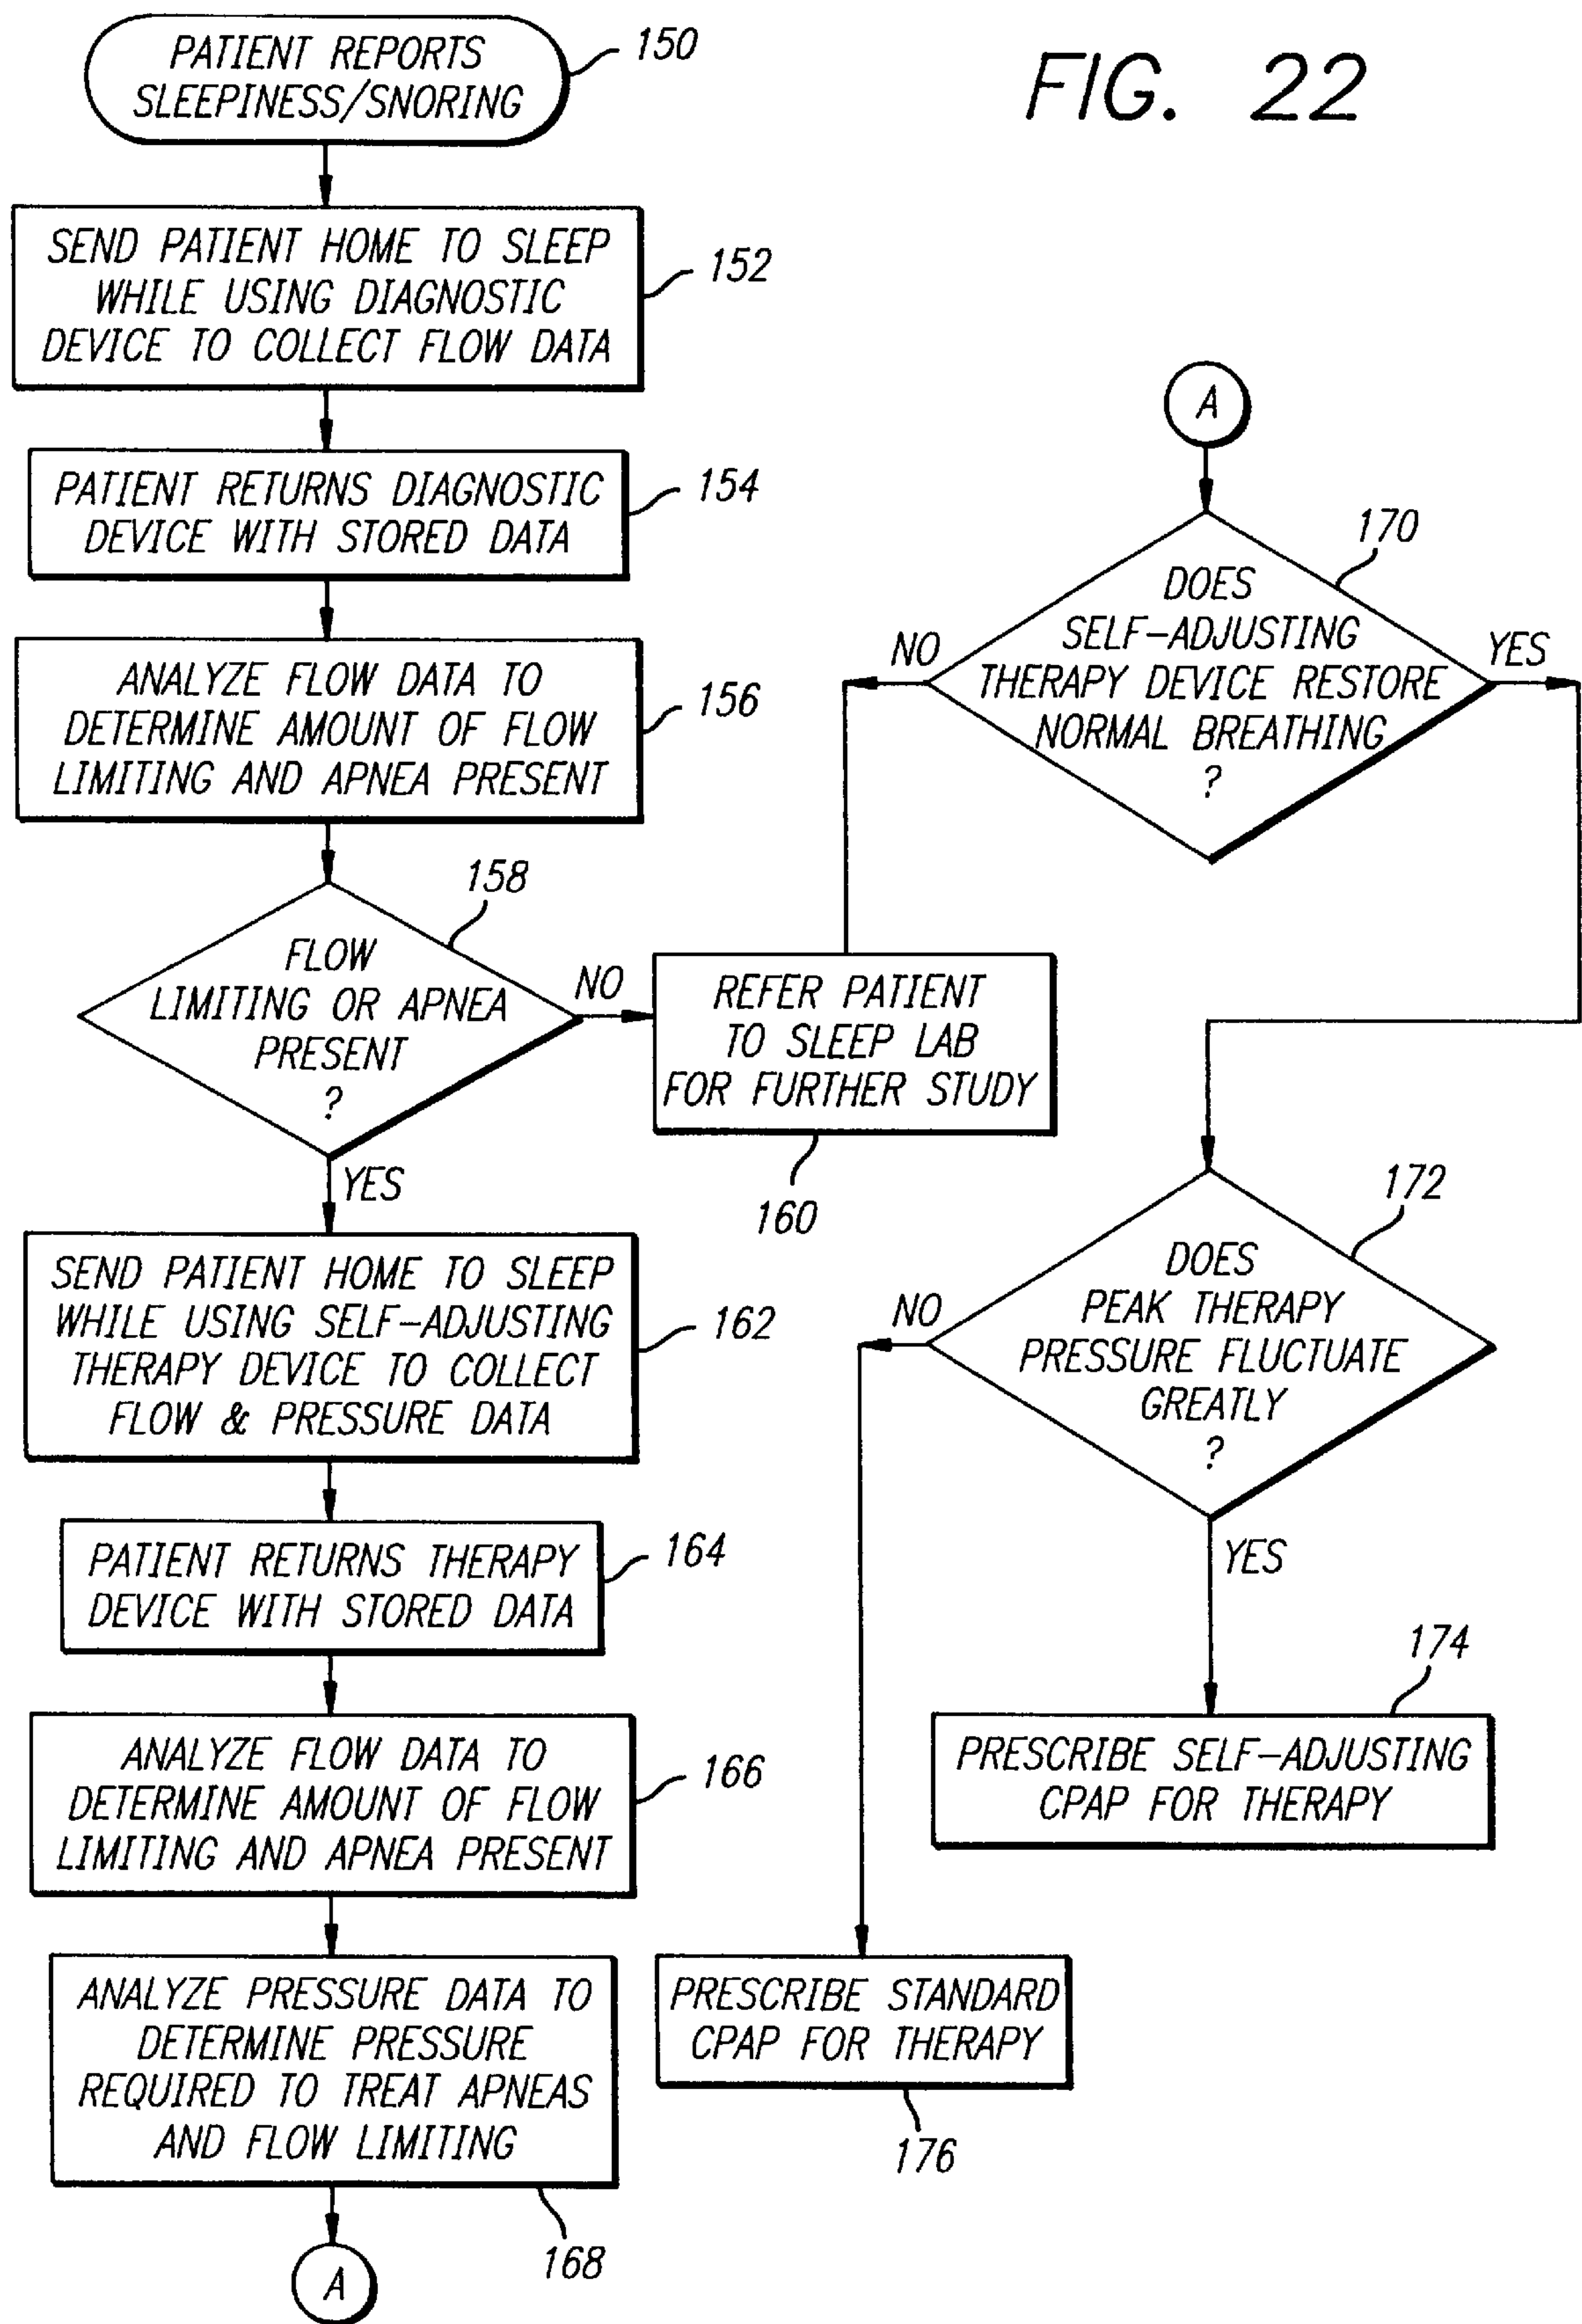 FIG. 22
PATIENT REPORTS
SLEEPINESS/SNORING
150
SEND PATIENT HOME TO SLEEP
WHILE USING DIAGNOSTIC
DEVICE TO COLLECT FLOW DATA
152
PATIENT RETURNS DIAGNOSTIC
DEVICE WITH STORED DATA
154
ANALYZE FLOW DATA TO
DETERMINE AMOUNT OF FLOW
LIMITING AND APNEA PRESENT
156
FLOW
LIMITING OR APNEA
PRESENT
?
158
NO
YES
REFER PATIENT
TO SLEEP LAB
FOR FURTHER STUDY
160
SEND PATIENT HOME TO SLEEP
WHILE USING SELF-ADJUSTING
THERAPY DEVICE TO COLLECT
FLOW & PRESSURE DATA
162
PATIENT RETURNS THERAPY
DEVICE WITH STORED DATA
164
ANALYZE FLOW DATA TO
DETERMINE AMOUNT OF FLOW
LIMITING AND APNEA PRESENT
166
ANALYZE PRESSURE DATA TO
DETERMINE PRESSURE
REQUIRED TO TREAT APNEAS
AND FLOW LIMITING
168
A
A
DOES
SELF-ADJUSTING
THERAPY DEVICE RESTORE
NORMAL BREATHING
?
170
NO
YES
DOES
PEAK THERAPY
PRESSURE FLUCTUATE
GREATLY
?
172
NO
YES
PRESCRIBE SELF-ADJUSTING
CPAP FOR THERAPY
174
PRESCRIBE STANDARD
CPAP FOR THERAPY
176